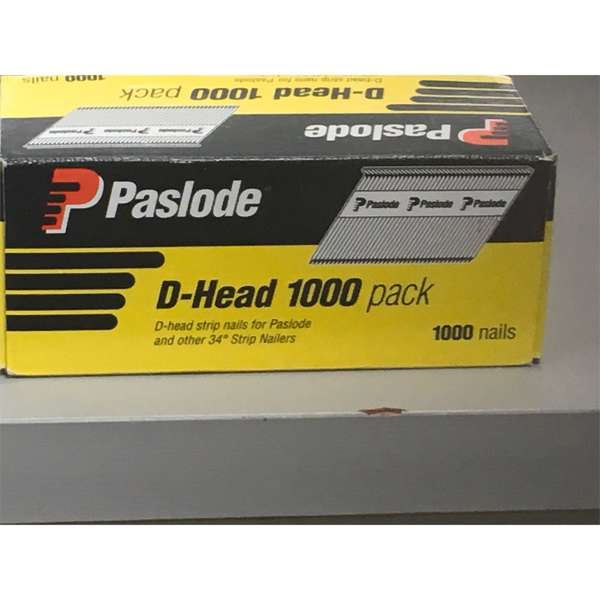 1000 nails
D-Head 1000 pack
D-head strip nails for Paslode
Paslode
Paslode
Paslode Paslode Paslode
D-Head 1000 pack
D-head strip nails for Paslode
and other 34° Strip Nailers
1000 nails